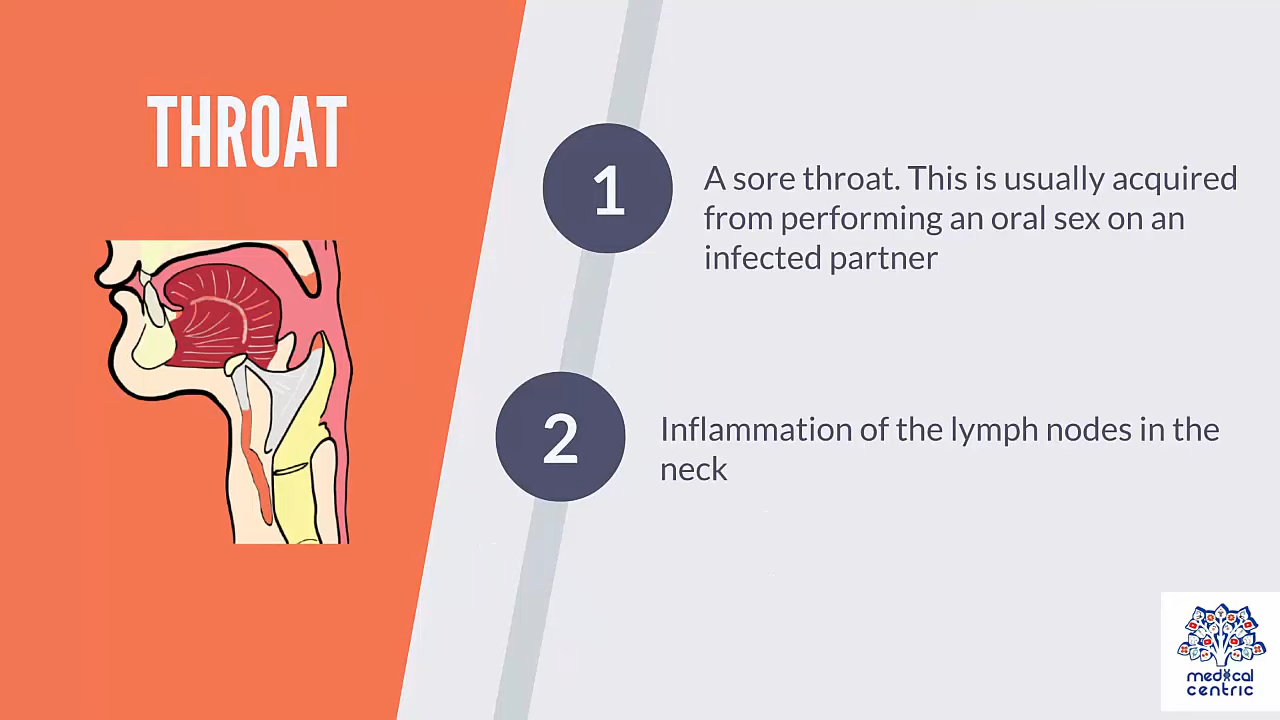 THROAT
1
A sore throat. This is usually acquired
from performing an oral sex on an
infected partner
2
Inflammation of the lymph nodes in the
neck
medical
centric